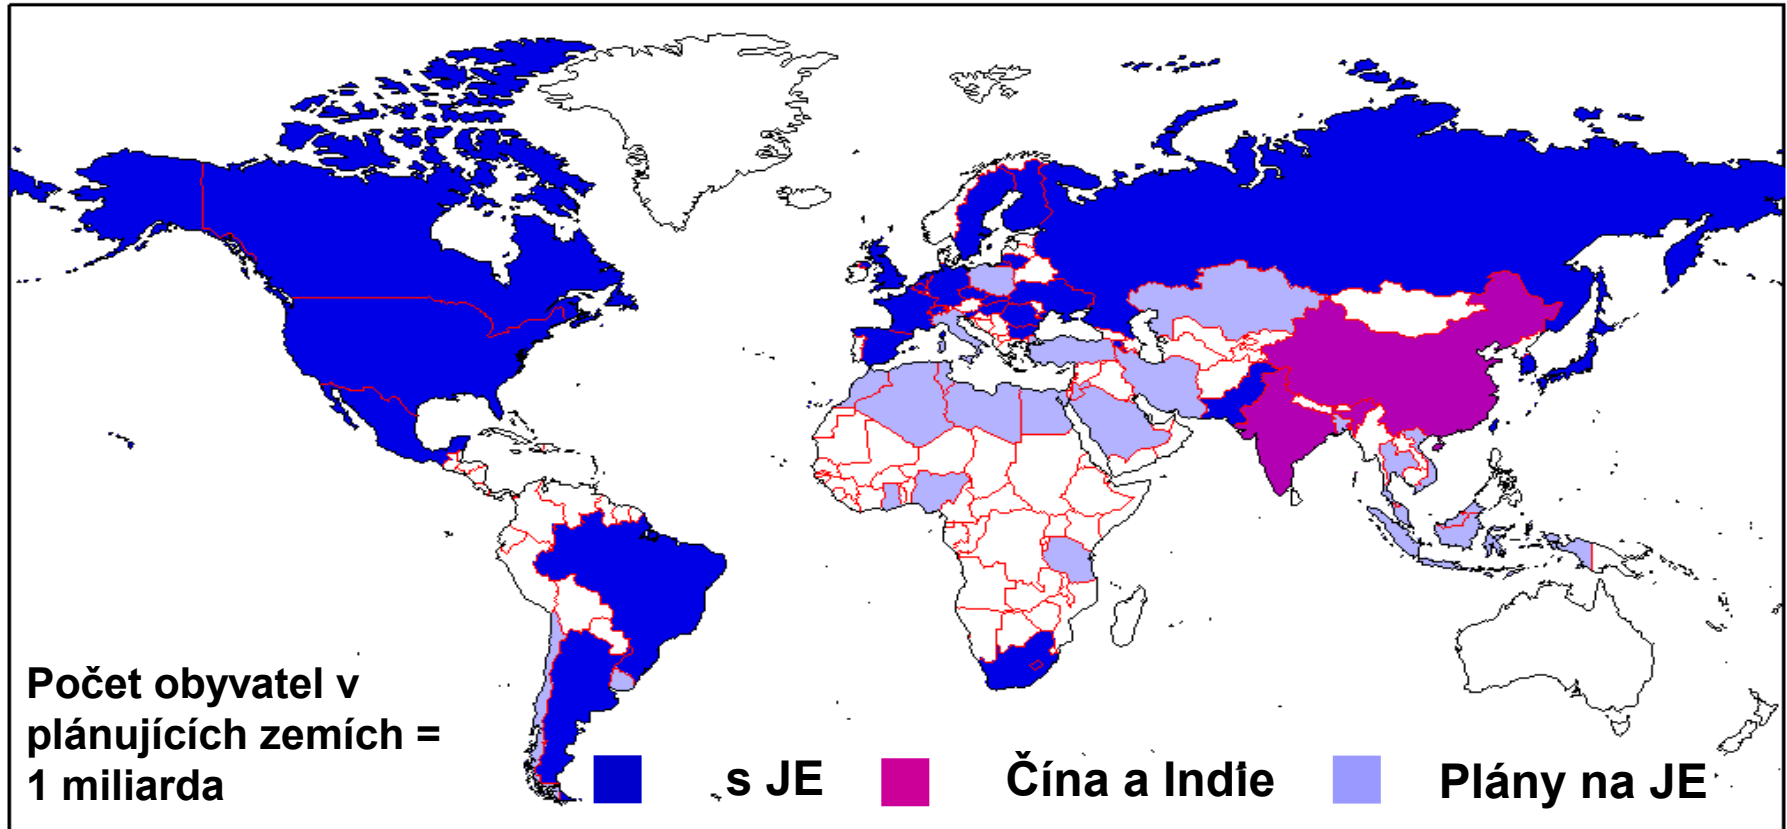 Počet obyvatel v
plánujících zemích =
1 miliarda
s JE
Čína a Indie
Plány na JE